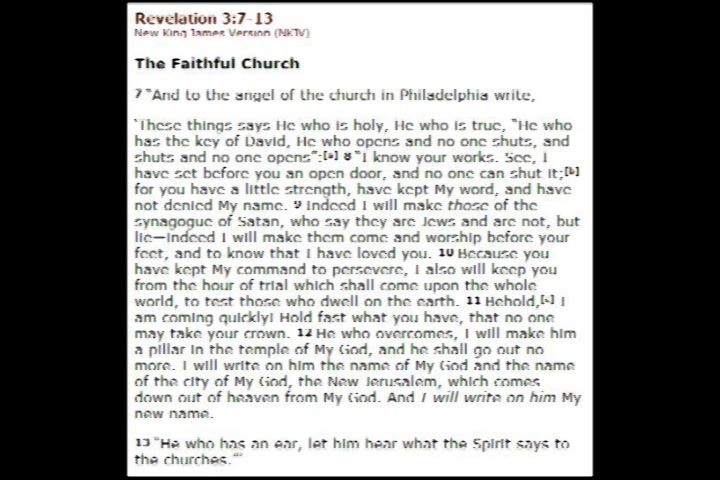 Revelation 3:7-13
New King James Version (NKJV)
The Faithful Church
7 "And to the angel of the church in Philadelphia write,
'These things says He who is holy, He who is true, "He who
has the key of David, He who opens and no one shuts, and
shuts and no one opens":[a] 8 "I know your works. See, I
have set before you an open door, and no one can shut it;[b]
for you have a little strength, have kept My word, and have
not denied My name. 9 Indeed I will make those of the
synagogue of Satan, who say they are Jews and are not, but
lie—indeed I will make them come and worship before your
feet, and to know that I have loved you. 10 Because you
have kept My command to persevere, I also will keep you
from the hour of trial which shall come upon the whole
world, to test those who dwell on the earth. 11 Behold,[c] I
am coming quickly! Hold fast what you have, that no one
may take your crown. 12 He who overcomes, I will make him
a pillar in the temple of My God, and he shall go out no
more. I will write on him the name of My God and the name
of the city of My God, the New Jerusalem, which comes
down out of heaven from My God. And I will write on him My
new name.
13 "He who has an ear, let him hear what the Spirit says to
the churches."'